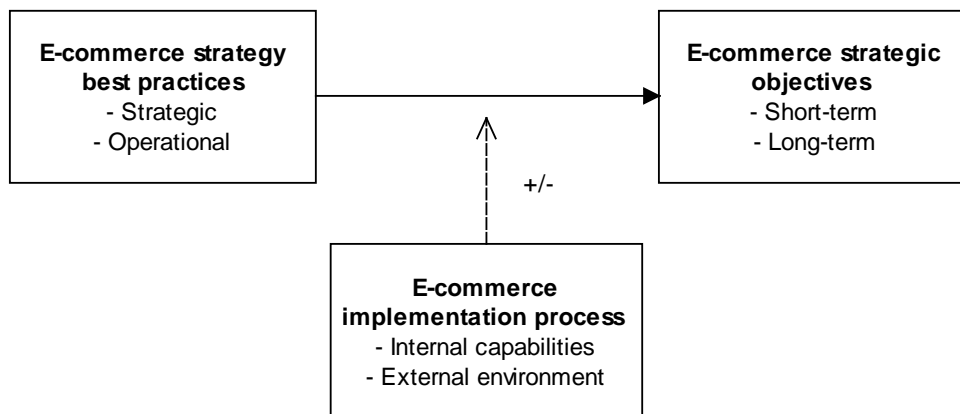 E-commerce strategy
best practices
- Strategic
- Operational
E-commerce strategic
objectives
- Short-term
- Long-term
+/-
E-commerce
implementation process
- Internal capabilities
- External environment